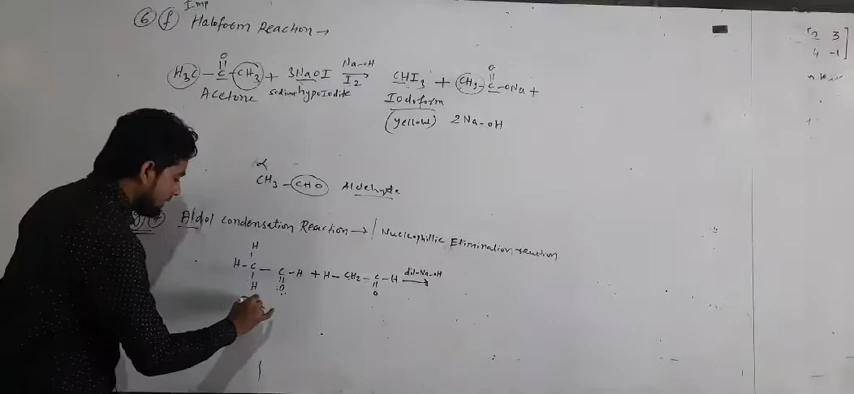 Imp
6 f Haloform Reaction →
O
H3C - C - CH3 + 3NaOI Na-OH I2 → CHI3 + CH3 - C - ONa +
O
Acetone sodium hypoIodite Iodoform
(yellow) 2Na-OH
2 3
4 -1
α
CH3 - CHO Aldehyde
Aldol condensation Reaction → / Nucleophillic Elimination reaction
H
H - C - C - H + H - CH2 - C - H dil-Na-OH →
H O O